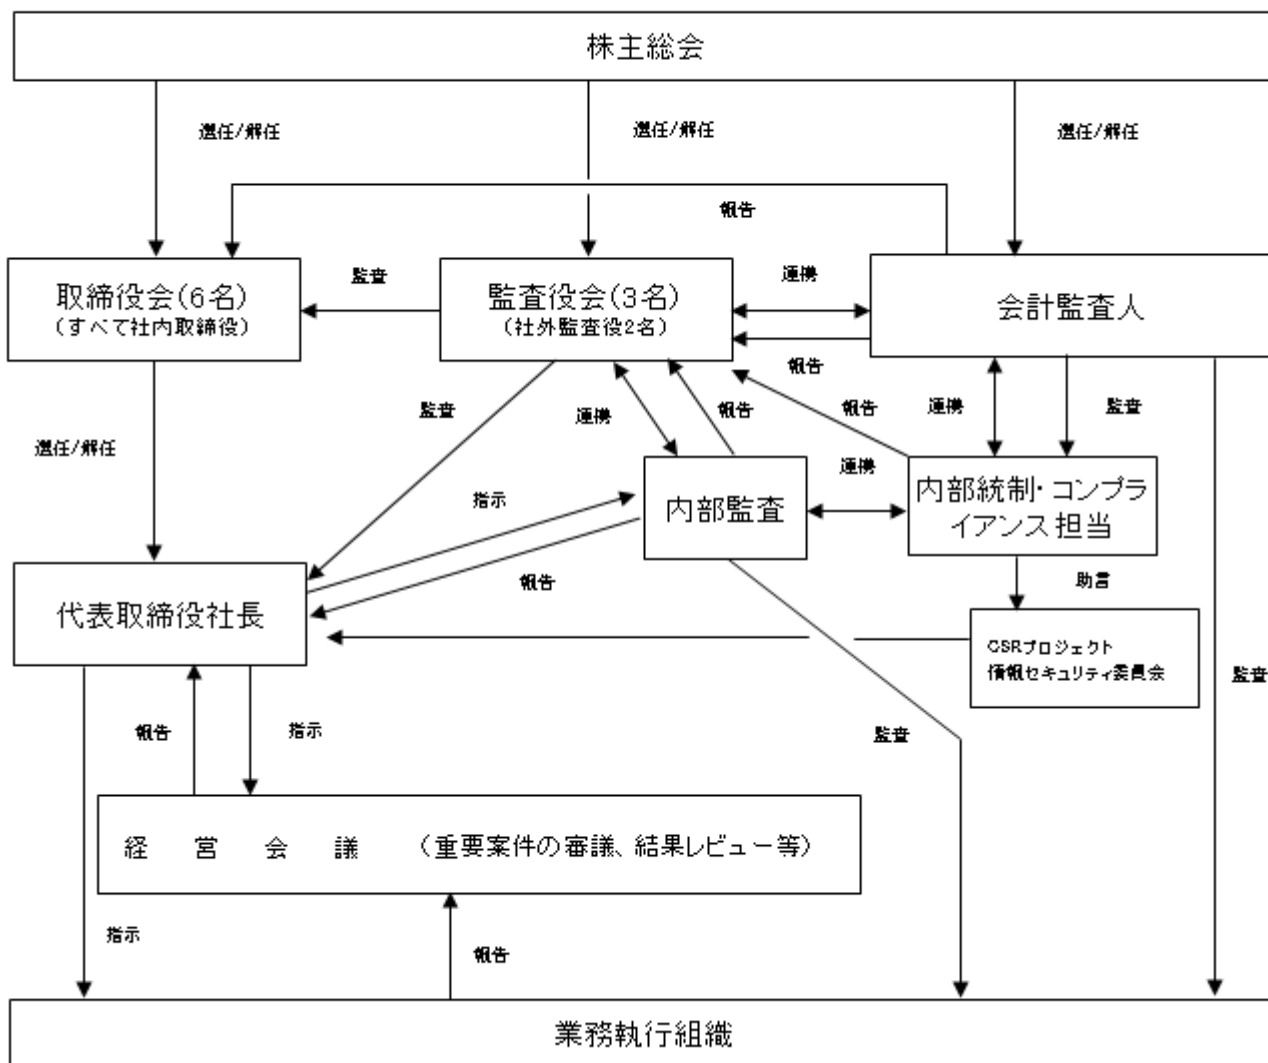 株主総会
選任/解任
選任/解任
選任/解任
報告
取締役会(6名)
(すべて社内取締役)
監査
監査役会(3名)
(社外監査役2名)
連携
会計監査人
報告
監査
連携
報告
報告
連携
監査
選任/解任
指示
内部監査
連携
内部統制・コンプラ
イアンス担当
報告
助言
代表取締役社長
CSRプロジェクト
情報セキュリティ委員会
監査
報告
指示
監査
経営会議 (重要案件の審議、結果レビュー等)
指示
報告
業務執行組織